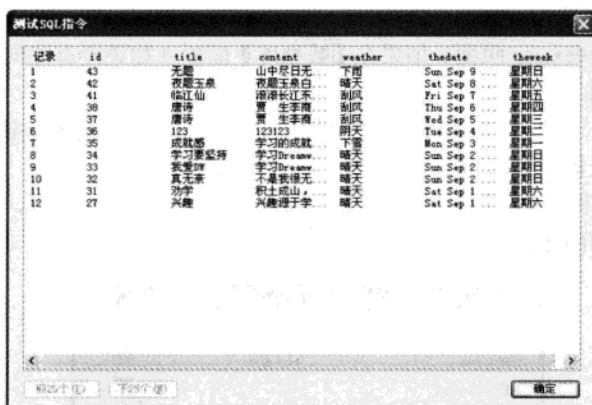 测试SQL指令
记录 id title content weather thedate theweek
1 43 无题 山中尽日无... 下雨 Sun Sep 9 ... 星期日
2 42 夜题玉泉 夜题玉泉白... 刮风 Sat Sep 8 ... 星期六
3 41 临江仙 滚滚长江东... 刮风 Fri Sep 7 ... 星期五
4 38 唐诗 贾 生李商... 刮风 Thu Sep 6 ... 星期四
5 37 唐诗 贾 生李商... 刮风 Wed Sep 5 ... 星期三
6 36 123 123123 阴天 Tue Sep 4 ... 星期二
7 35 成就感 学习的成就... 下雪 Mon Sep 3 ... 星期一
8 34 学习要坚持 学习Dreamw... 晴天 Sun Sep 2 ... 星期日
9 33 我爱DW 学习Dreamw... 晴天 Sun Sep 2 ... 星期日
10 32 真无奈 不是我很无... 晴天 Sun Sep 2 ... 星期日
11 31 劝学 积土成山，... 晴天 Sat Sep 1 ... 星期六
12 27 兴趣 兴趣源于学... 晴天 Sat Sep 1 ... 星期六
下25个(N) 确定